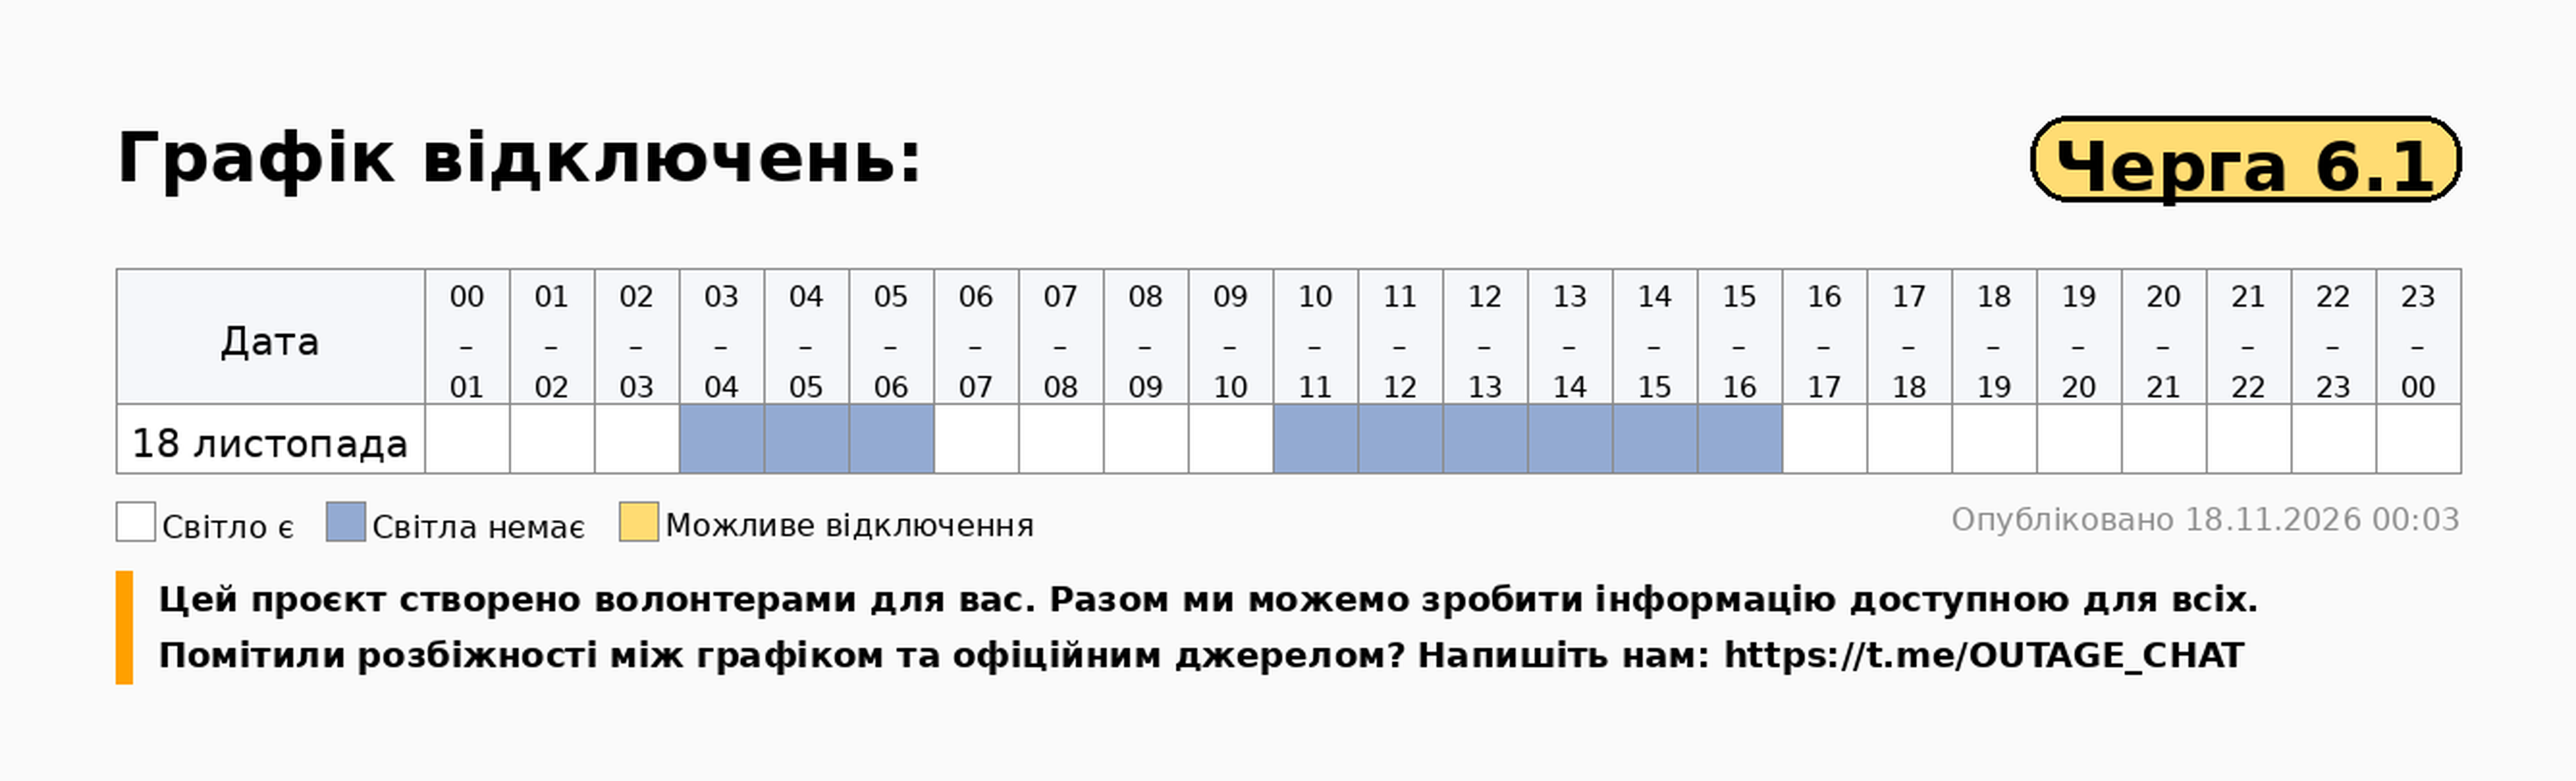 Графік відключень:
Черга 6.1
Дата
00 – 01
01 – 02
02 – 03
03 – 04
04 – 05
05 – 06
06 – 07
07 – 08
08 – 09
09 – 10
10 – 11
11 – 12
12 – 13
13 – 14
14 – 15
15 – 16
16 – 17
17 – 18
18 – 19
19 – 20
20 – 21
21 – 22
22 – 23
23 – 00
18 листопада
Світло є
Світла немає
Можливе відключення
Опубліковано 18.11.2026 00:03
Цей проєкт створено волонтерами для вас. Разом ми можемо зробити інформацію доступною для всіх.
Помітили розбіжності між графіком та офіційним джерелом? Напишіть нам: https://t.me/OUTAGE_CHAT